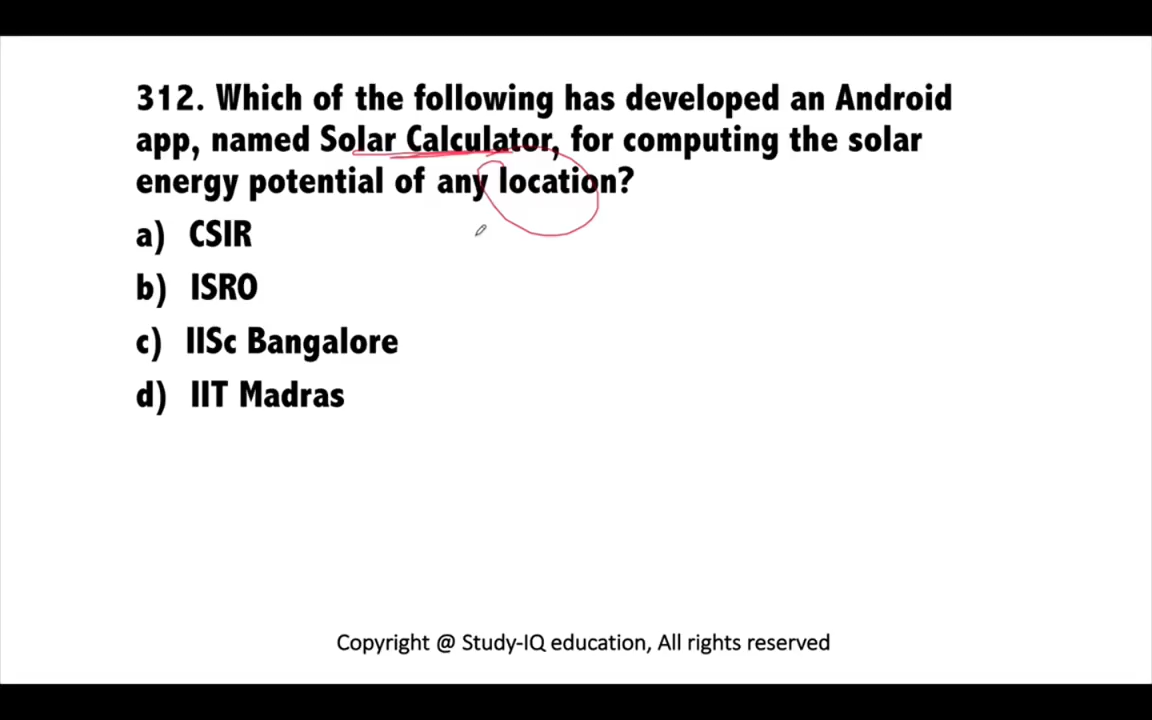 312. Which of the following has developed an Android
app, named Solar Calculator, for computing the solar
energy potential of any location?
a) CSIR
b) ISRO
c) IISc Bangalore
d) IIT Madras
Copyright @ Study-IQ education, All rights reserved